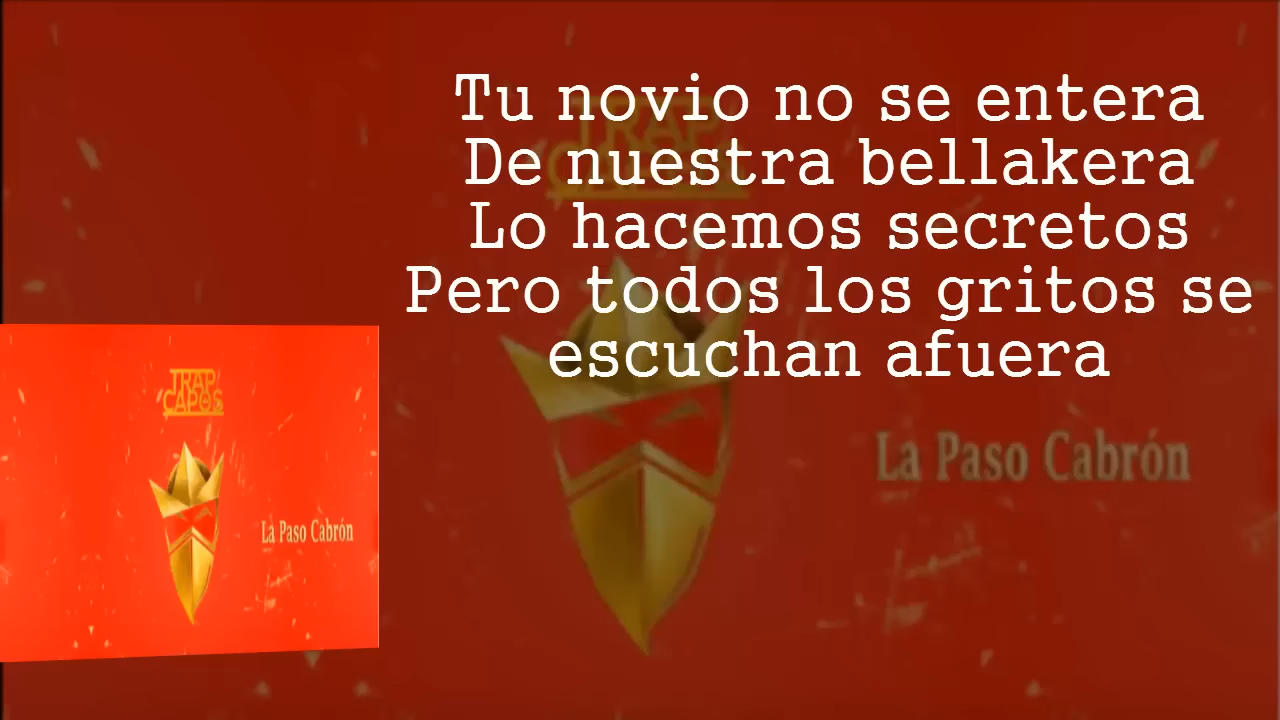 Tu novio no se entera
De nuestra bellakera
Lo hacemos secretos
Pero todos los gritos se
escuchan afuera
TRAP
La Paso Cabrón
TRAP
CAPOS
La Paso Cabrón